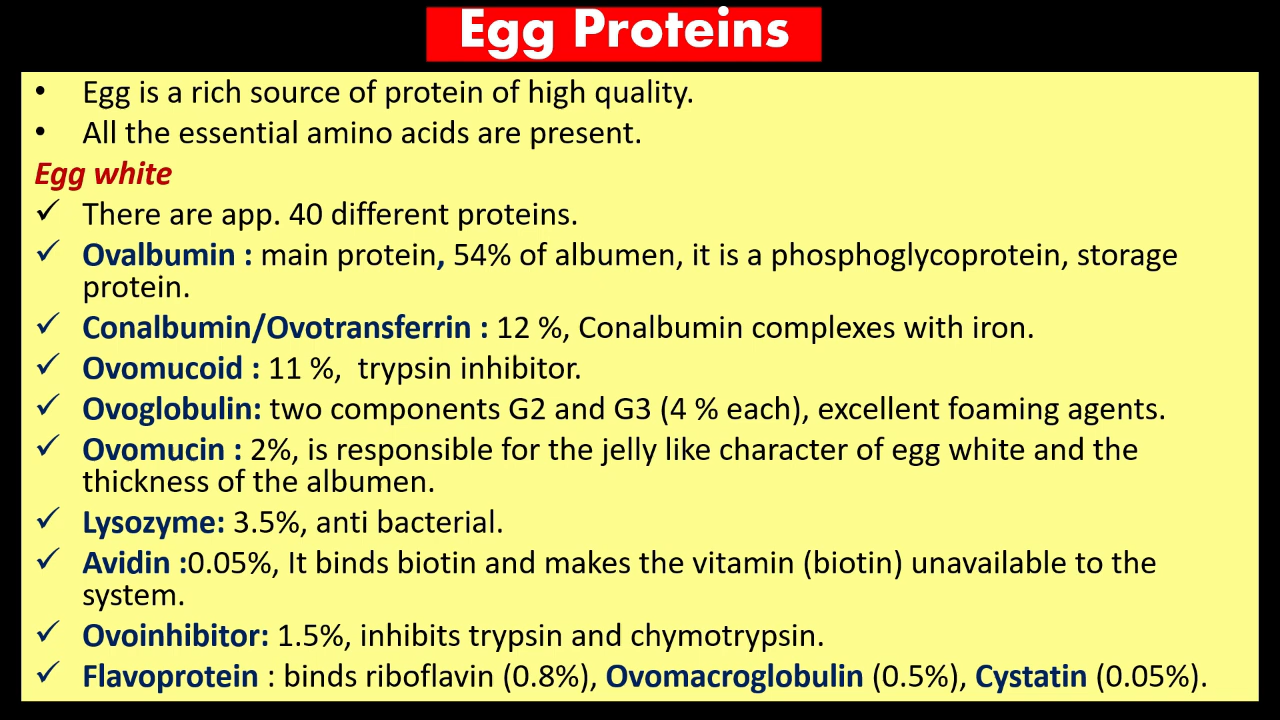 Egg Proteins
• Egg is a rich source of protein of high quality.
• All the essential amino acids are present.
Egg white
✓ There are app. 40 different proteins.
✓ Ovalbumin : main protein, 54% of albumen, it is a phosphoglycoprotein, storage
protein.
✓ Conalbumin/Ovotransferrin : 12 %, Conalbumin complexes with iron.
✓ Ovomucoid : 11 %,  trypsin inhibitor.
✓ Ovoglobulin: two components G2 and G3 (4 % each), excellent foaming agents.
✓ Ovomucin : 2%, is responsible for the jelly like character of egg white and the
thickness of the albumen.
✓ Lysozyme: 3.5%, anti bacterial.
✓ Avidin :0.05%, It binds biotin and makes the vitamin (biotin) unavailable to the
system.
✓ Ovoinhibitor: 1.5%, inhibits trypsin and chymotrypsin.
✓ Flavoprotein : binds riboflavin (0.8%), Ovomacroglobulin (0.5%), Cystatin (0.05%).